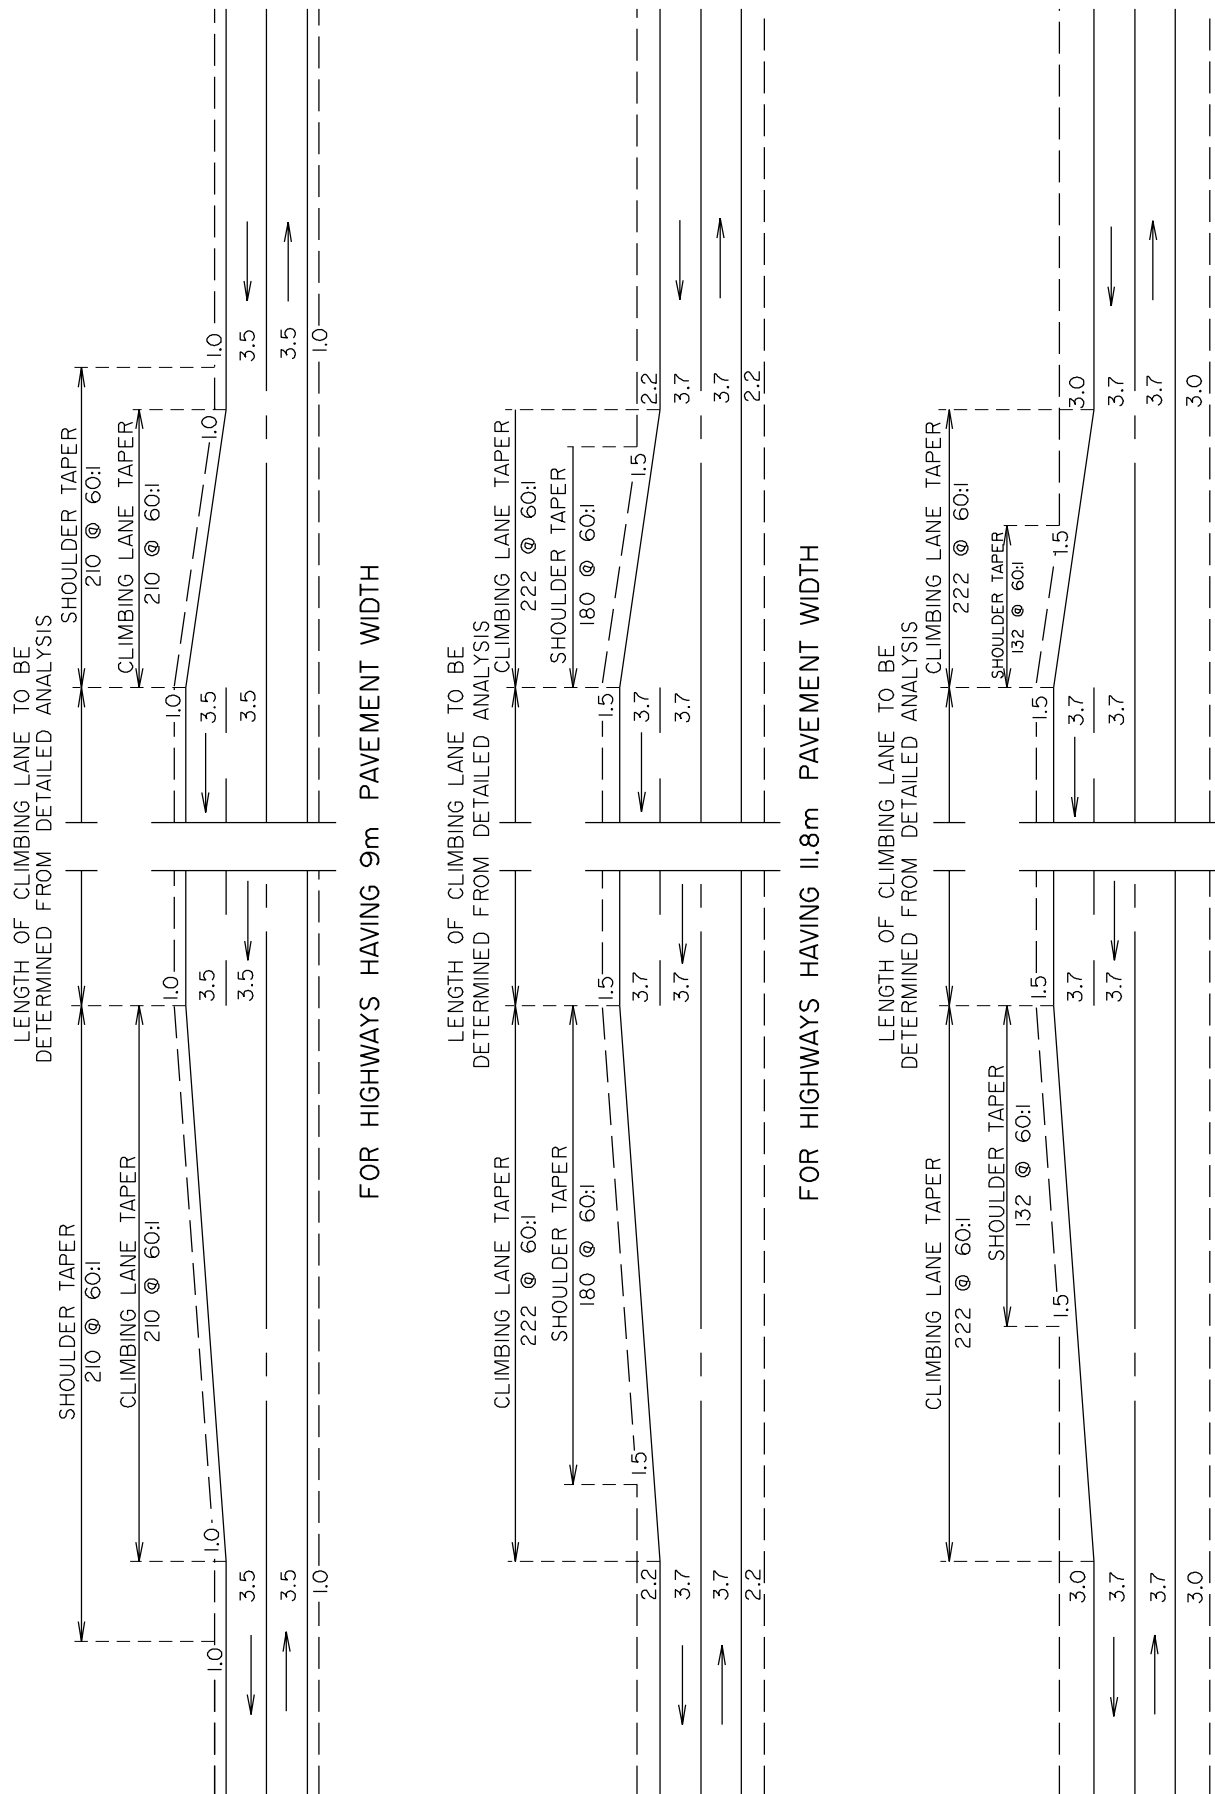 LENGTH OF CLIMBING LANE TO BE
DETERMINED FROM DETAILED ANALYSIS
SHOULDER TAPER
210 @ 60:1
SHOULDER TAPER
210 @ 60:1
CLIMBING LANE TAPER
210 @ 60:1
CLIMBING LANE TAPER
210 @ 60:1
1.0
1.0
1.0
1.0
1.0
1.0
3.5
3.5
3.5
3.5
3.5
3.5
3.5
3.5
1.0
1.0
FOR HIGHWAYS HAVING 9m PAVEMENT WIDTH
LENGTH OF CLIMBING LANE TO BE
DETERMINED FROM DETAILED ANALYSIS
CLIMBING LANE TAPER
222 @ 60:1
CLIMBING LANE TAPER
222 @ 60:1
SHOULDER TAPER
180 @ 60:1
SHOULDER TAPER
180 @ 60:1
2.2
1.5
1.5
1.5
1.5
2.2
3.7
3.7
3.7
3.7
3.7
3.7
3.7
3.7
2.2
2.2
FOR HIGHWAYS HAVING 11.8m PAVEMENT WIDTH
LENGTH OF CLIMBING LANE TO BE
DETERMINED FROM DETAILED ANALYSIS
CLIMBING LANE TAPER
222 @ 60:1
CLIMBING LANE TAPER
222 @ 60:1
SHOULDER TAPER
132 @ 60:1
SHOULDER TAPER
132 @ 60:1
3.0
1.5
1.5
1.5
1.5
3.0
3.7
3.7
3.7
3.7
3.7
3.7
3.7
3.7
3.0
3.0